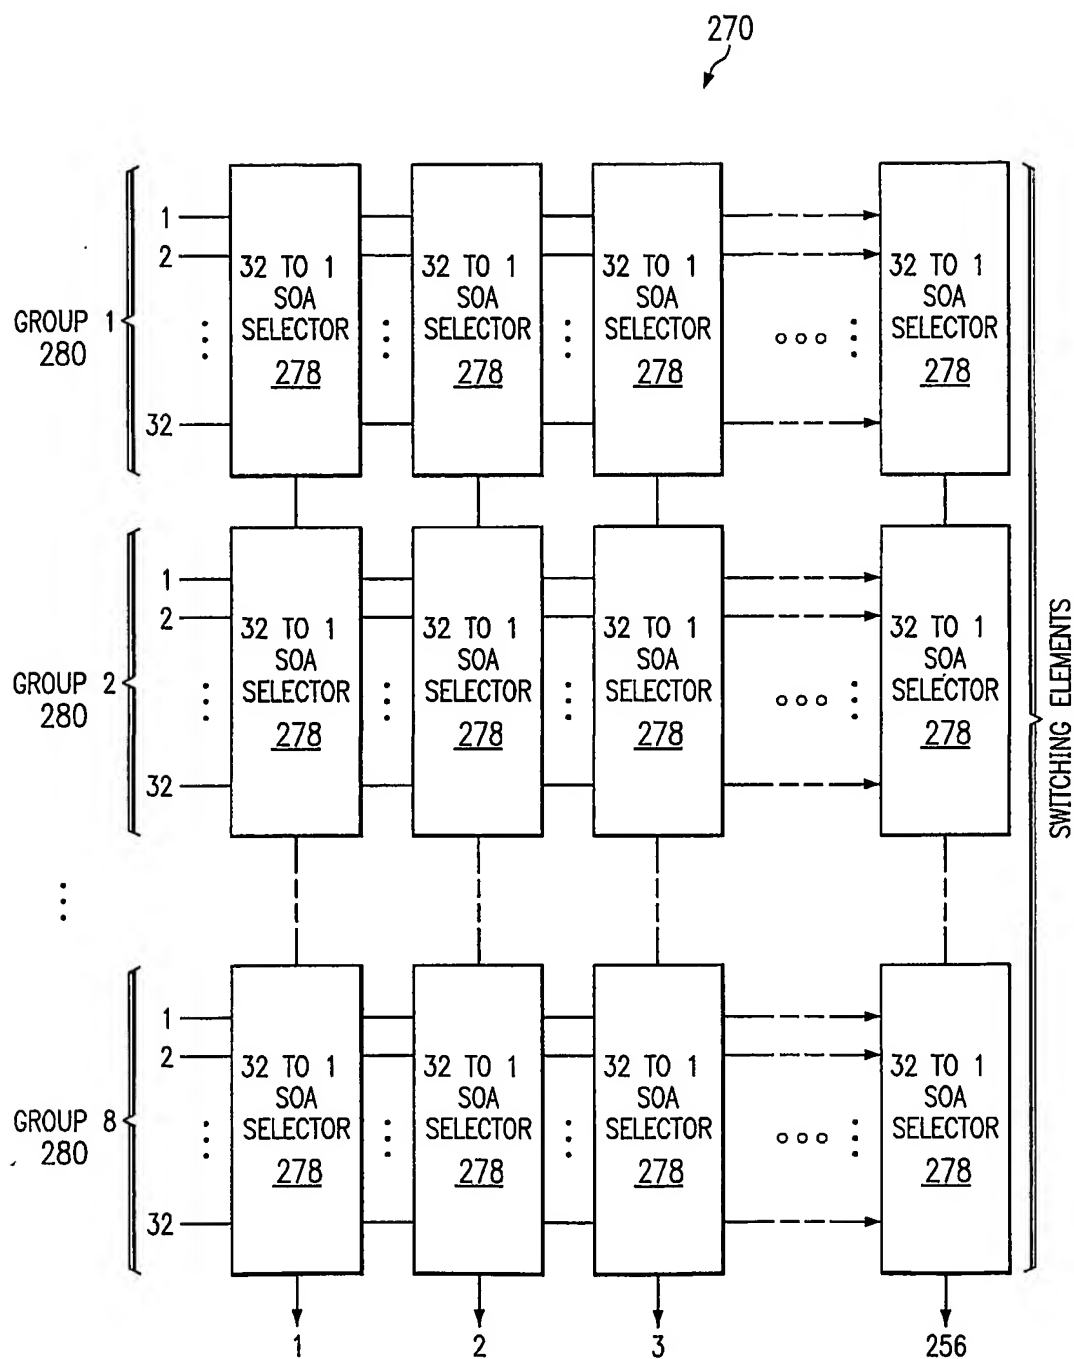 270
GROUP 1
280
1
2
32
32 TO 1
SOA
SELECTOR
278
32 TO 1
SOA
SELECTOR
278
32 TO 1
SOA
SELECTOR
278
32 TO 1
SOA
SELECTOR
278
GROUP 2
280
1
2
32
32 TO 1
SOA
SELECTOR
278
32 TO 1
SOA
SELECTOR
278
32 TO 1
SOA
SELECTOR
278
32 TO 1
SOA
SELECTOR
278
SWITCHING ELEMENTS
GROUP 8
280
1
2
32
32 TO 1
SOA
SELECTOR
278
32 TO 1
SOA
SELECTOR
278
32 TO 1
SOA
SELECTOR
278
32 TO 1
SOA
SELECTOR
278
1
2
3
256